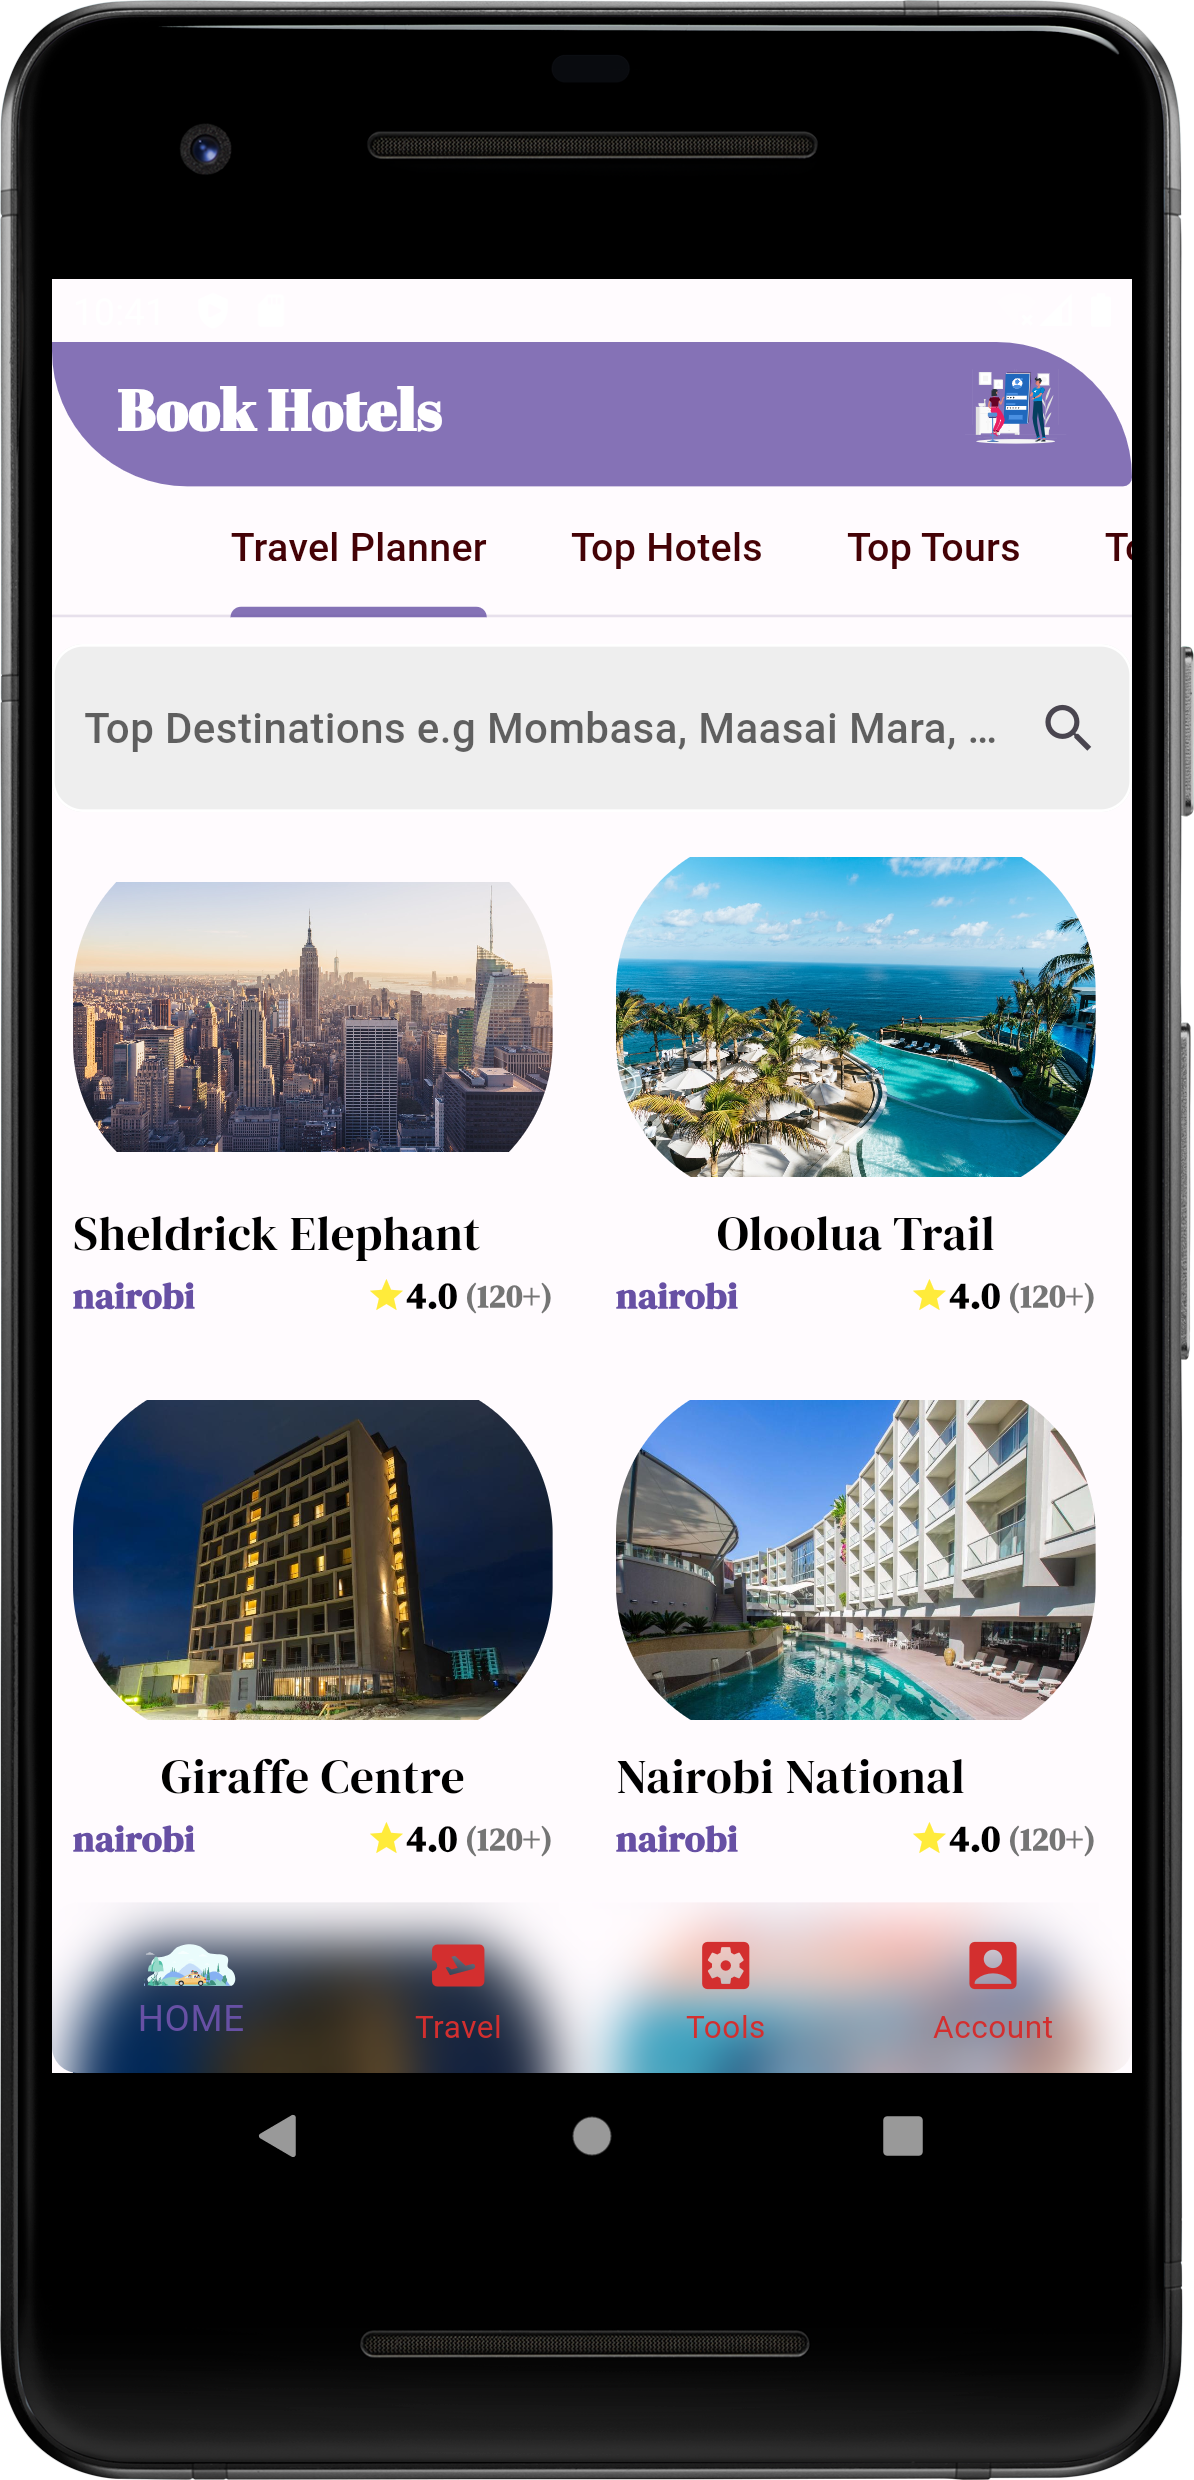 Book Hotels
Travel Planner Top Hotels Top Tours To
Top Destinations e.g Mombasa, Maasai Mara, ...
Sheldrick Elephant
nairobi 4.0 (120+)
Oloolua Trail
nairobi 4.0 (120+)
Giraffe Centre
nairobi 4.0 (120+)
Nairobi National
nairobi 4.0 (120+)
HOME Travel Tools Account